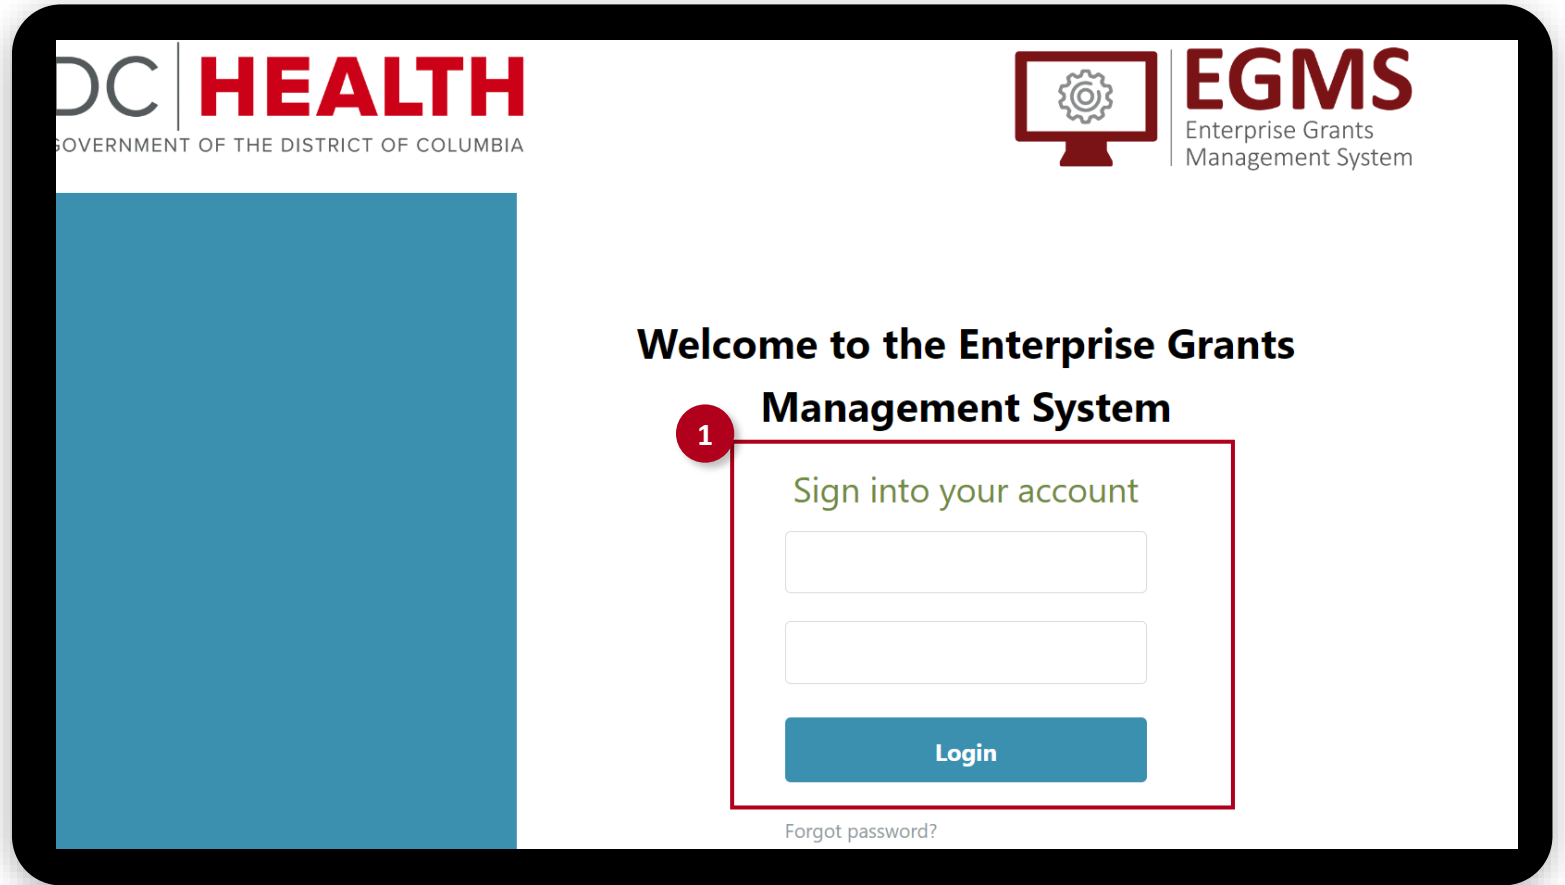 DC HEALTH
GOVERNMENT OF THE DISTRICT OF COLUMBIA
EGMS
Enterprise Grants
Management System
Welcome to the Enterprise Grants
Management System
1
Sign into your account
Login
Forgot password?